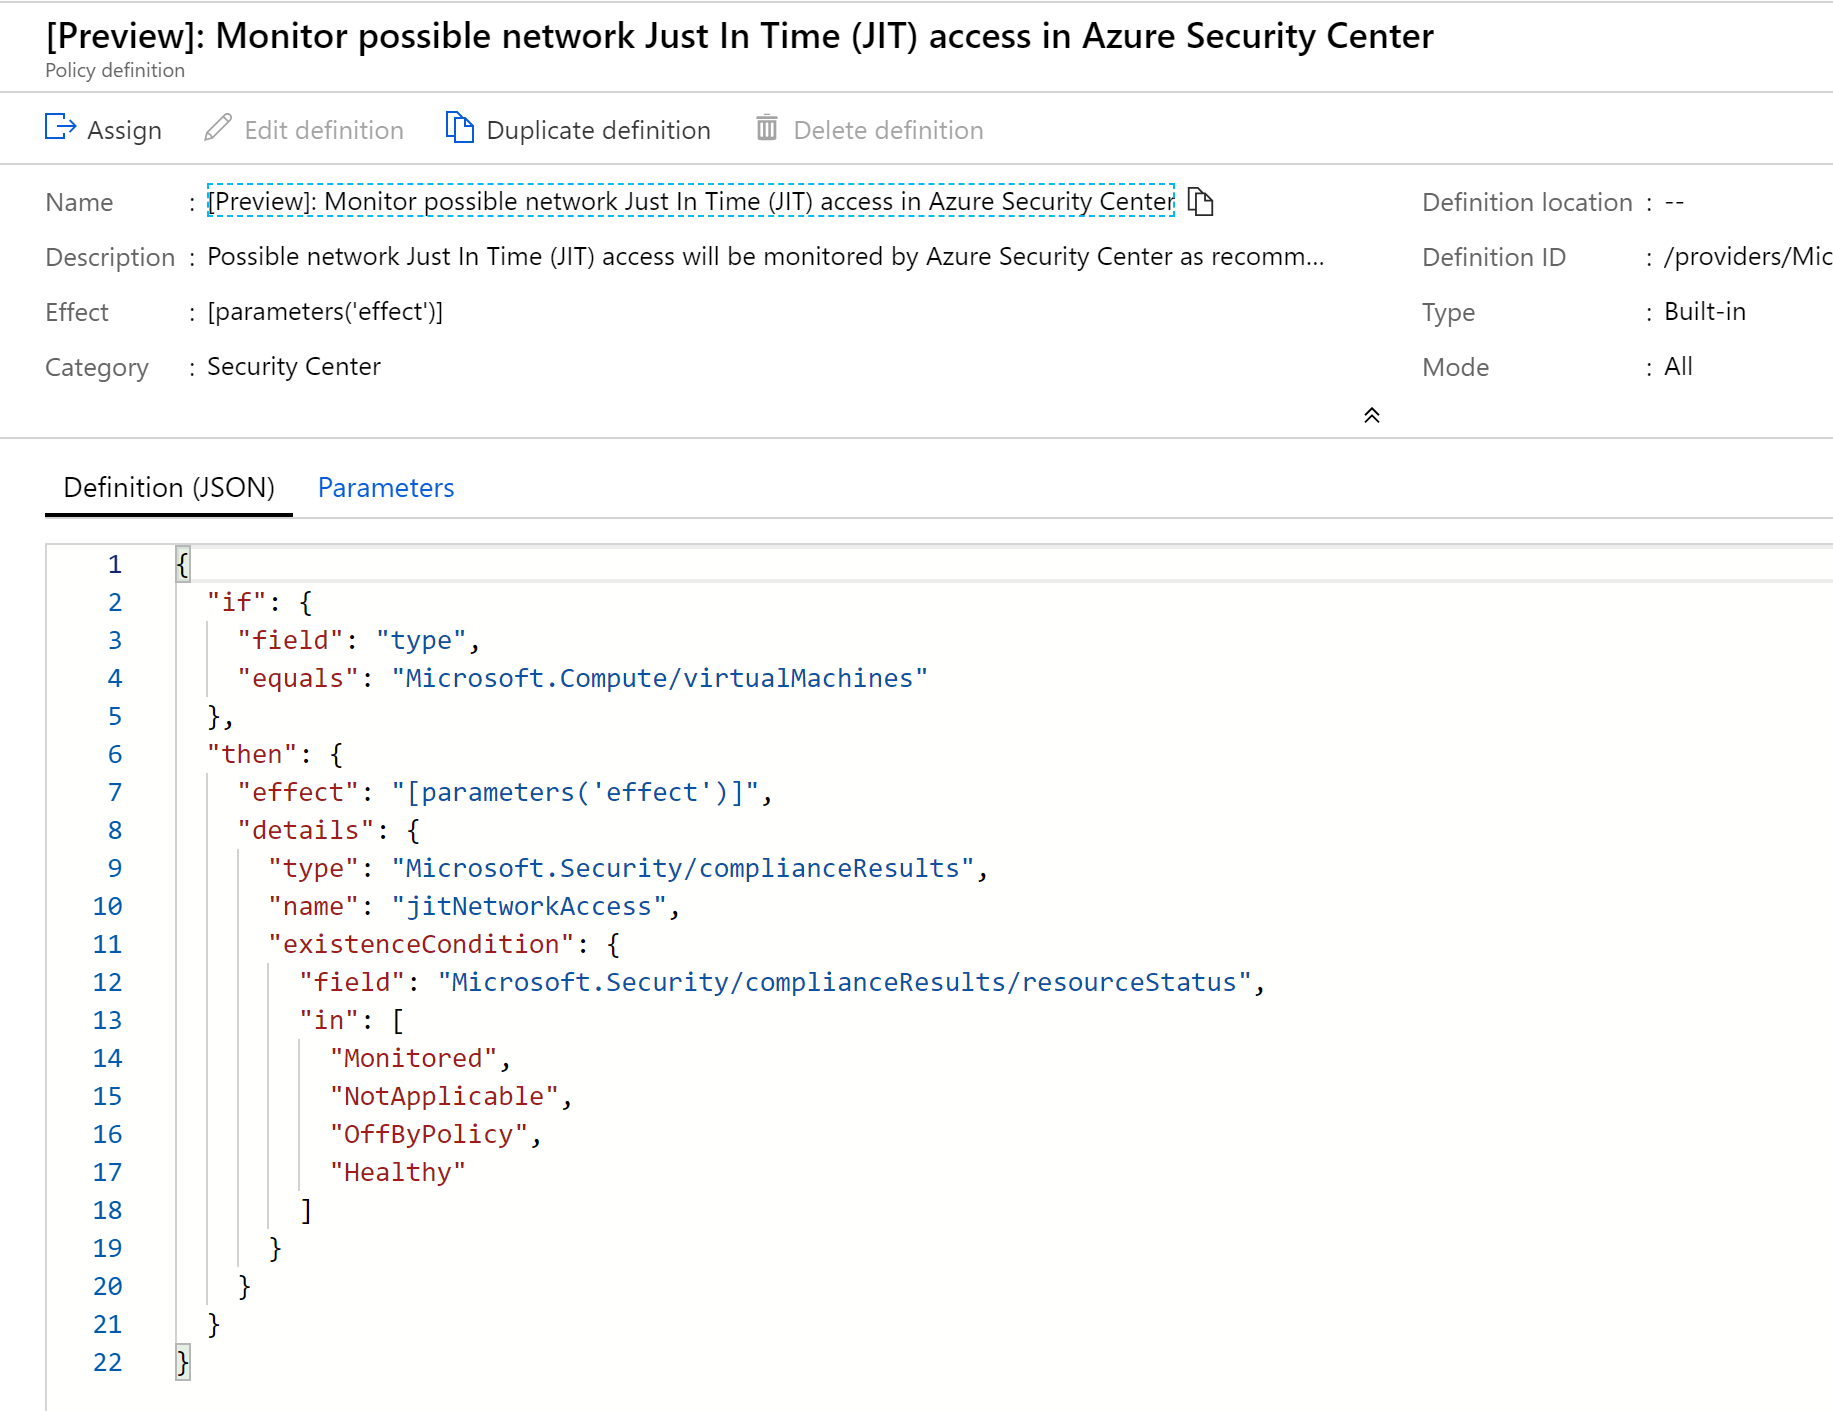 [Preview]: Monitor possible network Just In Time (JIT) access in Azure Security Center
Policy definition
Assign Edit definition Duplicate definition Delete definition
Name : [Preview]: Monitor possible network Just In Time (JIT) access in Azure Security Center Definition location : --
Description : Possible network Just In Time (JIT) access will be monitored by Azure Security Center as recomm... Definition ID : /providers/Mic
Effect : [parameters('effect')] Type : Built-in
Category : Security Center Mode : All
Definition (JSON) Parameters
1 {
2 "if": {
3 "field": "type",
4 "equals": "Microsoft.Compute/virtualMachines"
5 },
6 "then": {
7 "effect": "[parameters('effect')]",
8 "details": {
9 "type": "Microsoft.Security/complianceResults",
10 "name": "jitNetworkAccess",
11 "existenceCondition": {
12 "field": "Microsoft.Security/complianceResults/resourceStatus",
13 "in": [
14 "Monitored",
15 "NotApplicable",
16 "OffByPolicy",
17 "Healthy"
18 ]
19 }
20 }
21 }
22 }